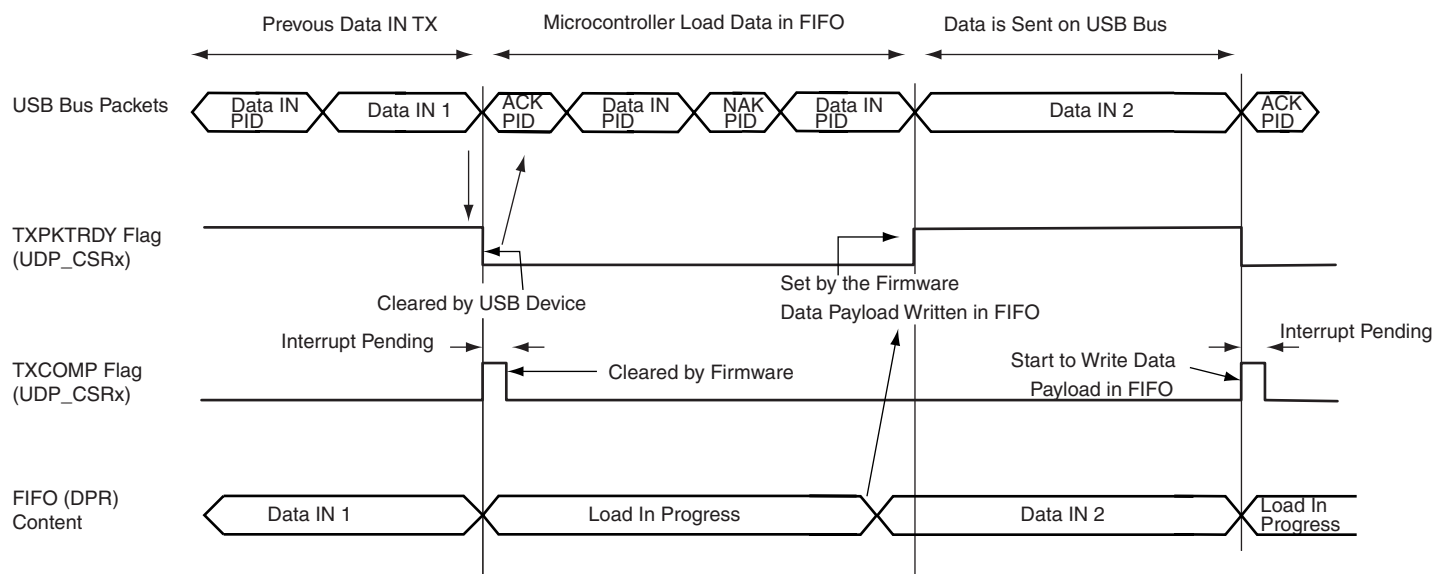 Prevous Data IN TX
Microcontroller Load Data in FIFO
Data is Sent on USB Bus
USB Bus Packets
Data IN
PID
Data IN 1
ACK
PID
Data IN
PID
NAK
PID
Data IN
PID
Data IN 2
ACK
PID
TXPKTRDY Flag
(UDP_CSRx)
Cleared by USB Device
Set by the Firmware
Data Payload Written in FIFO
Interrupt Pending
Interrupt Pending
TXCOMP Flag
(UDP_CSRx)
Cleared by Firmware
Start to Write Data
Payload in FIFO
FIFO (DPR)
Content
Data IN 1
Load In Progress
Data IN 2
Load In
Progress